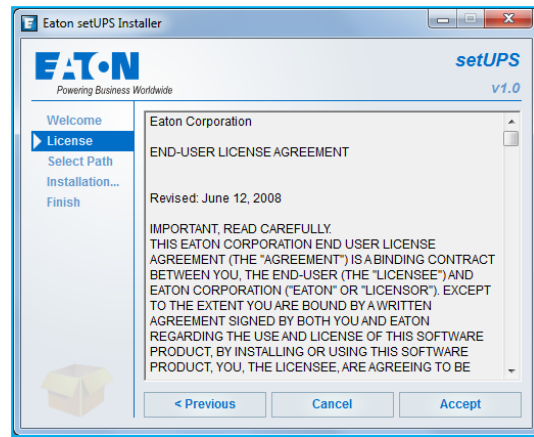 Eaton setUPS Installer
EATON
Powering Business Worldwide
setUPS
v1.0
Welcome
License
Select Path
Installation...
Finish
Eaton Corporation
END-USER LICENSE AGREEMENT
Revised: June 12, 2008
IMPORTANT, READ CAREFULLY.
THIS EATON CORPORATION END USER LICENSE
AGREEMENT (THE "AGREEMENT") IS A BINDING CONTRACT
BETWEEN YOU, THE END-USER (THE "LICENSEE") AND
EATON CORPORATION ("EATON" OR "LICENSOR"). EXCEPT
TO THE EXTENT YOU ARE BOUND BY A WRITTEN
AGREEMENT SIGNED BY BOTH YOU AND EATON
REGARDING THE USE AND LICENSE OF THIS SOFTWARE
PRODUCT, BY INSTALLING OR USING THIS SOFTWARE
PRODUCT, YOU, THE LICENSEE, ARE AGREEING TO BE
< Previous
Cancel
Accept